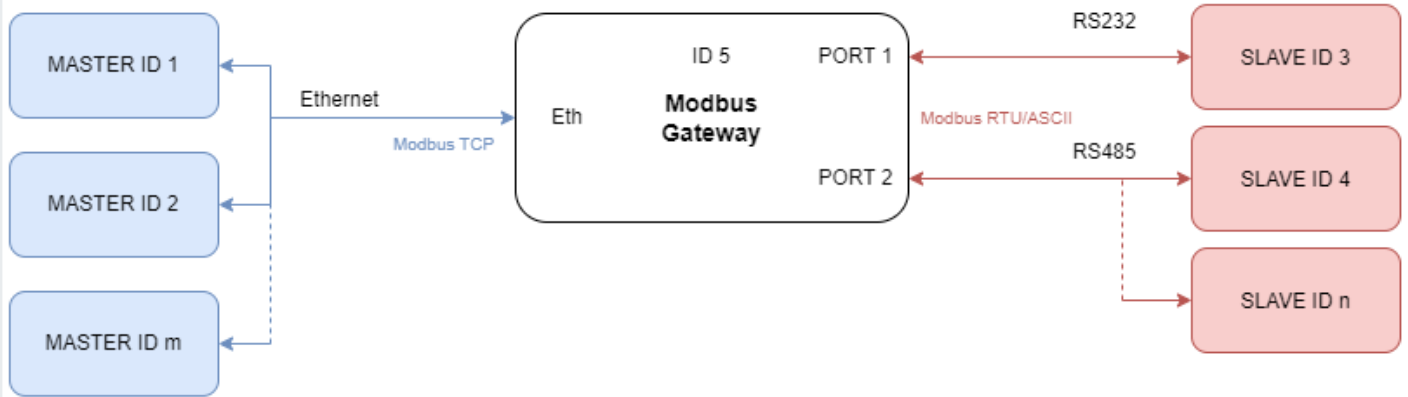 MASTER ID 1
MASTER ID 2
MASTER ID m
Ethernet
Modbus TCP
Eth
ID 5
Modbus
Gateway
PORT 1
PORT 2
RS232
Modbus RTU/ASCII
RS485
SLAVE ID 3
SLAVE ID 4
SLAVE ID n